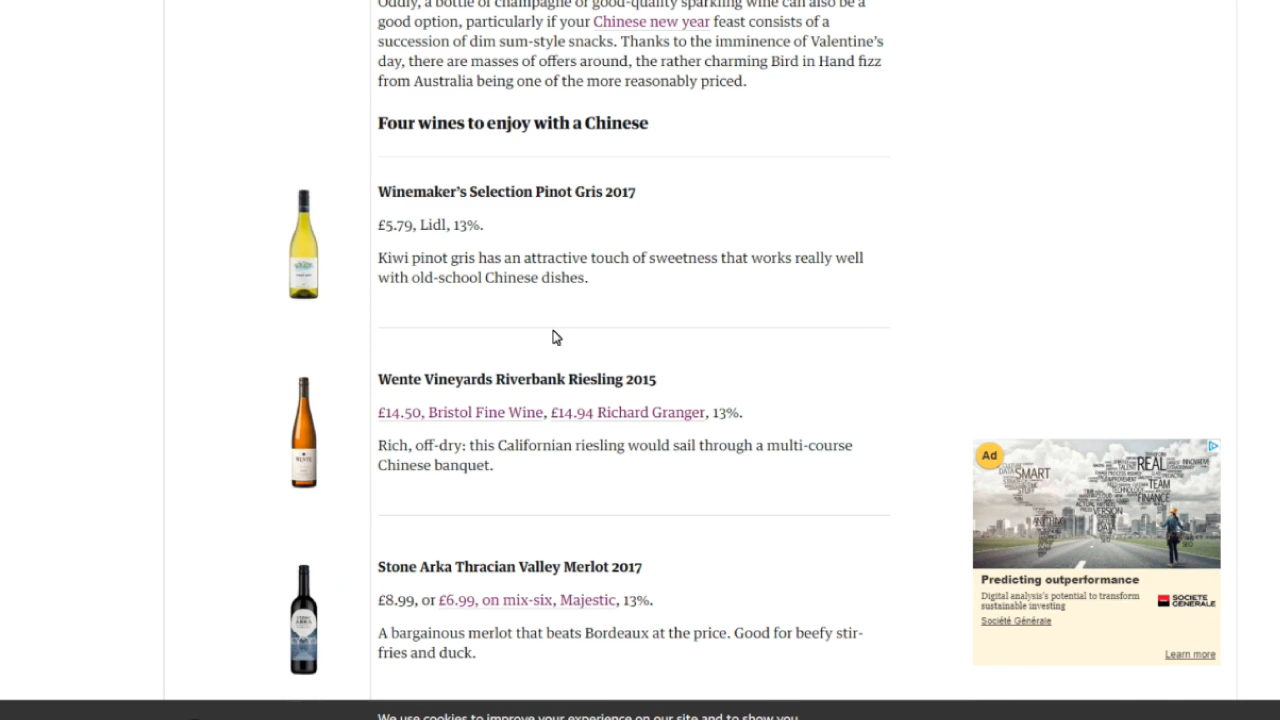 Oddly, a bottle of champagne or good-quality sparkling wine can also be a
good option, particularly if your Chinese new year feast consists of a
succession of dim sum-style snacks. Thanks to the imminence of Valentine's
day, there are masses of offers around, the rather charming Bird in Hand fizz
from Australia being one of the more reasonably priced.
Four wines to enjoy with a Chinese
Winemaker's Selection Pinot Gris 2017
£5.79, Lidl, 13%.
Kiwi pinot gris has an attractive touch of sweetness that works really well
with old-school Chinese dishes.
Wente Vineyards Riverbank Riesling 2015
£14.50, Bristol Fine Wine, £14.94 Richard Granger, 13%.
Rich, off-dry: this Californian riesling would sail through a multi-course
Chinese banquet.
WENTE
Stone Arka Thracian Valley Merlot 2017
£8.99, or £6.99, on mix-six, Majestic, 13%.
A bargainous merlot that beats Bordeaux at the price. Good for beefy stir-
fries and duck.
STONE
ARKA
Ad
SMART
REAL
INNOVATIVE
TALENT
TEAM
TECHNOLOGY
FINANCE
VERSION
DATA
Predicting outperformance
Digital analysis's potential to transform
sustainable investing
Société Générale
SOCIETE
GENERALE
Learn more
We use cookies to improve your experience on our site and to show you